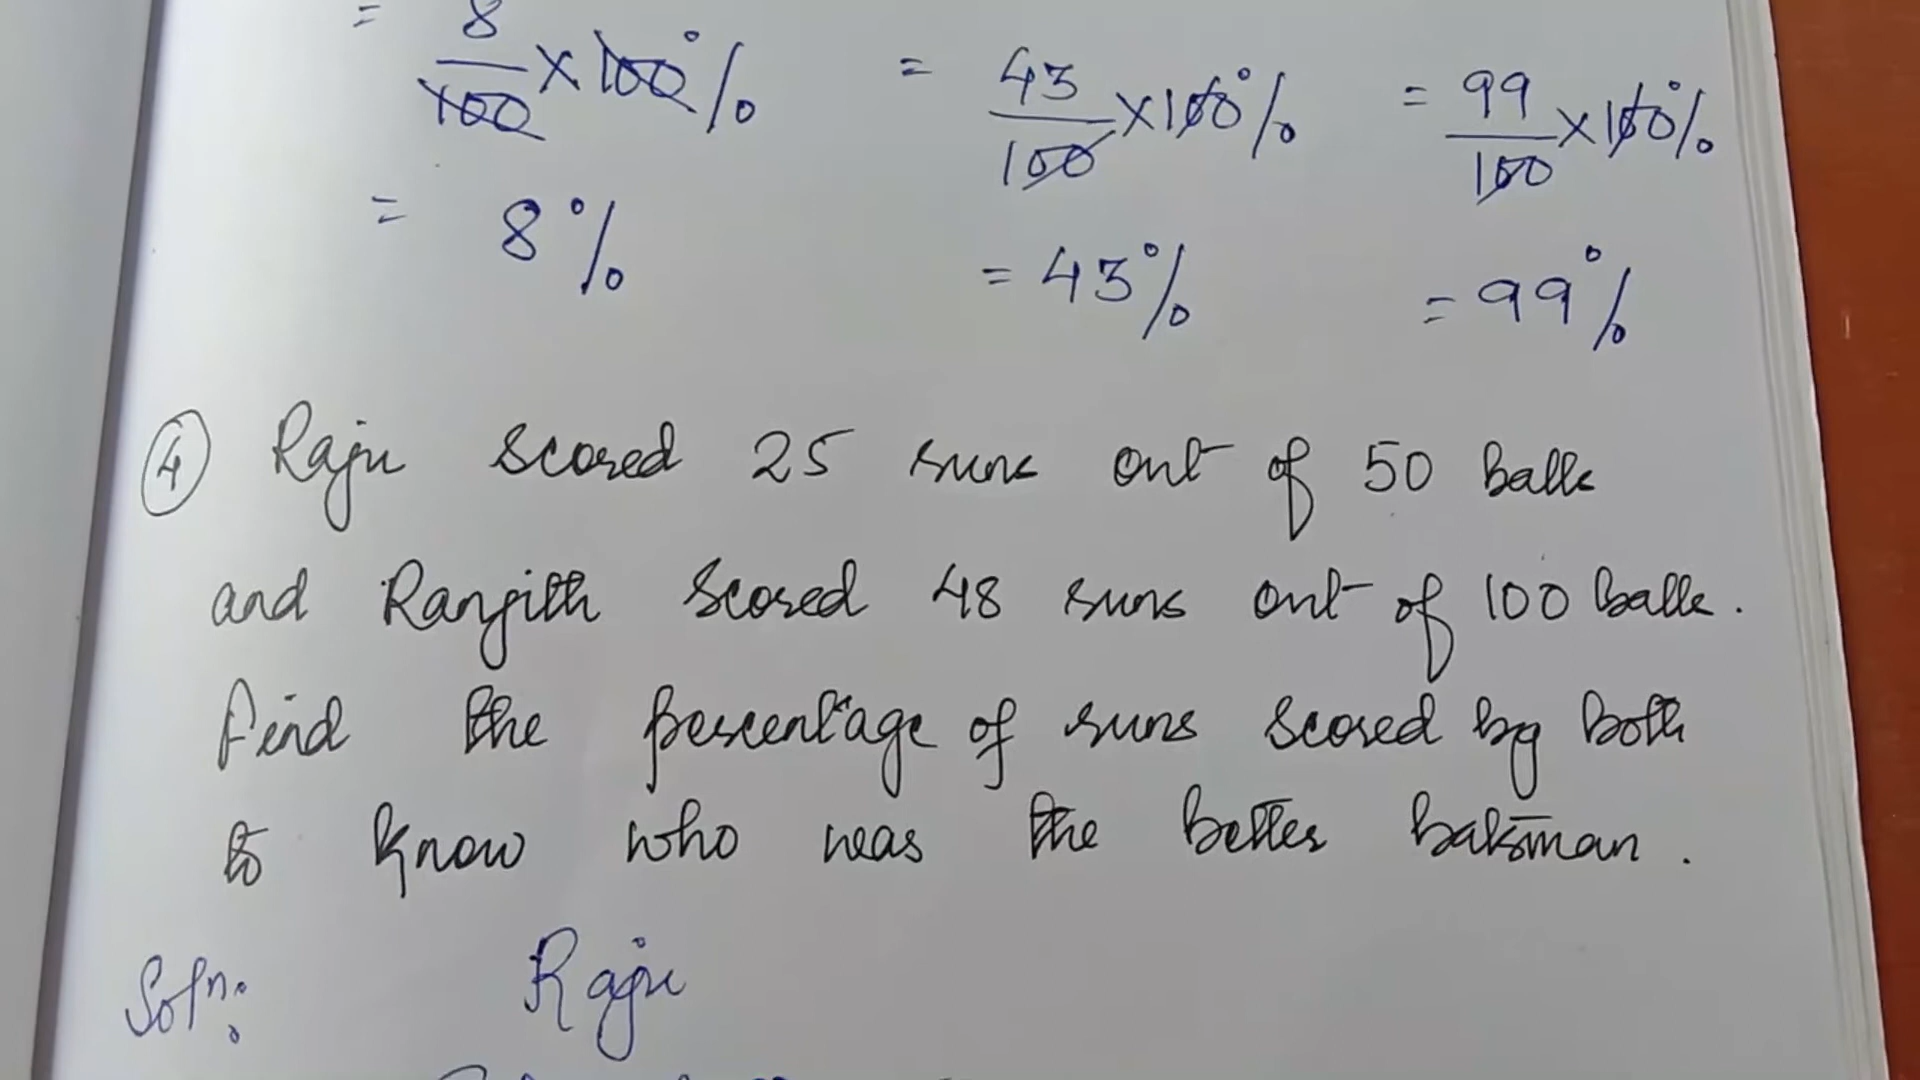 = 8/100 × 100% = 43/100 × 100% = 99/100 × 100%
= 8% = 43% = 99%
④ Raju scored 25 runs out of 50 balls
and Ranjith scored 48 runs out of 100 balls.
Find the percentage of runs scored by both
to know who was the better batsman.
Soln: Raju